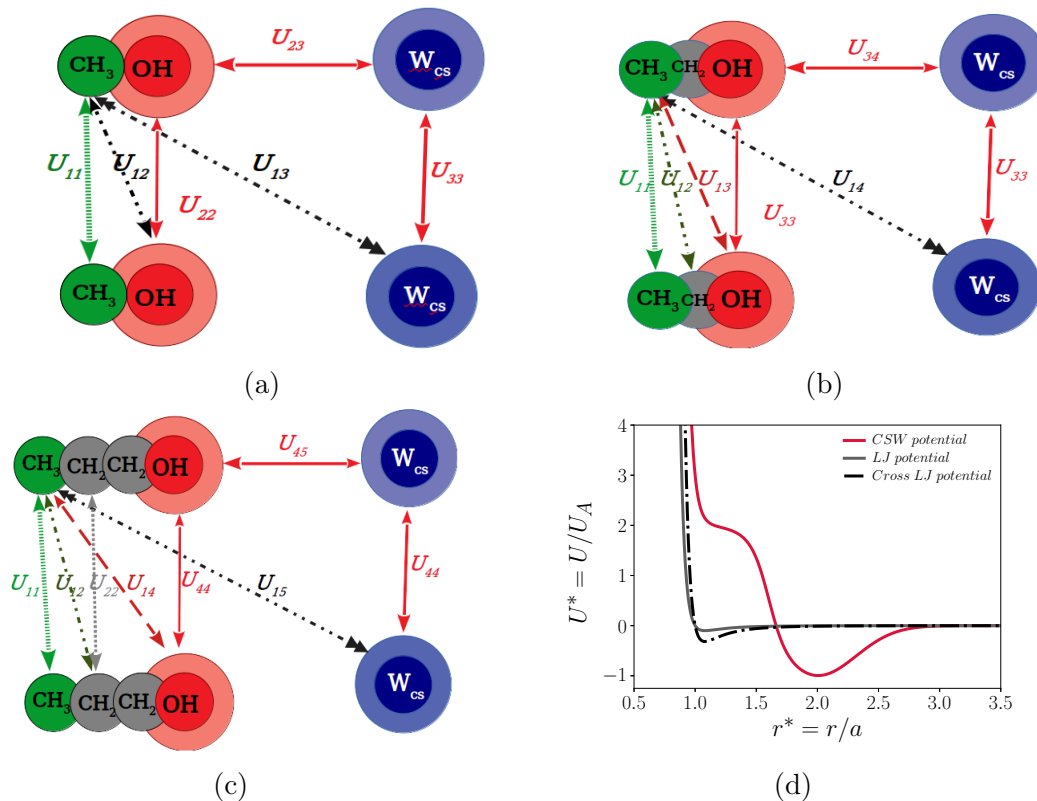 CH3 OH U23 Wcs
U11 U12 U13 U22 U33
CH3 OH Wcs
(a)
CH3 CH2 OH U34 Wcs
U11 U12 U13 U14 U33 U33
CH3 CH2 OH Wcs
(b)
CH3 CH2 CH2 OH U45 Wcs
U11 U12 U22 U14 U44 U15 U44
CH3 CH2 CH2 OH Wcs
(c)
4
3
2
1
0
−1
U* = U/U_A
CSW potential
LJ potential
Cross LJ potential
0.5 1.0 1.5 2.0 2.5 3.0 3.5
r* = r/a
(d)